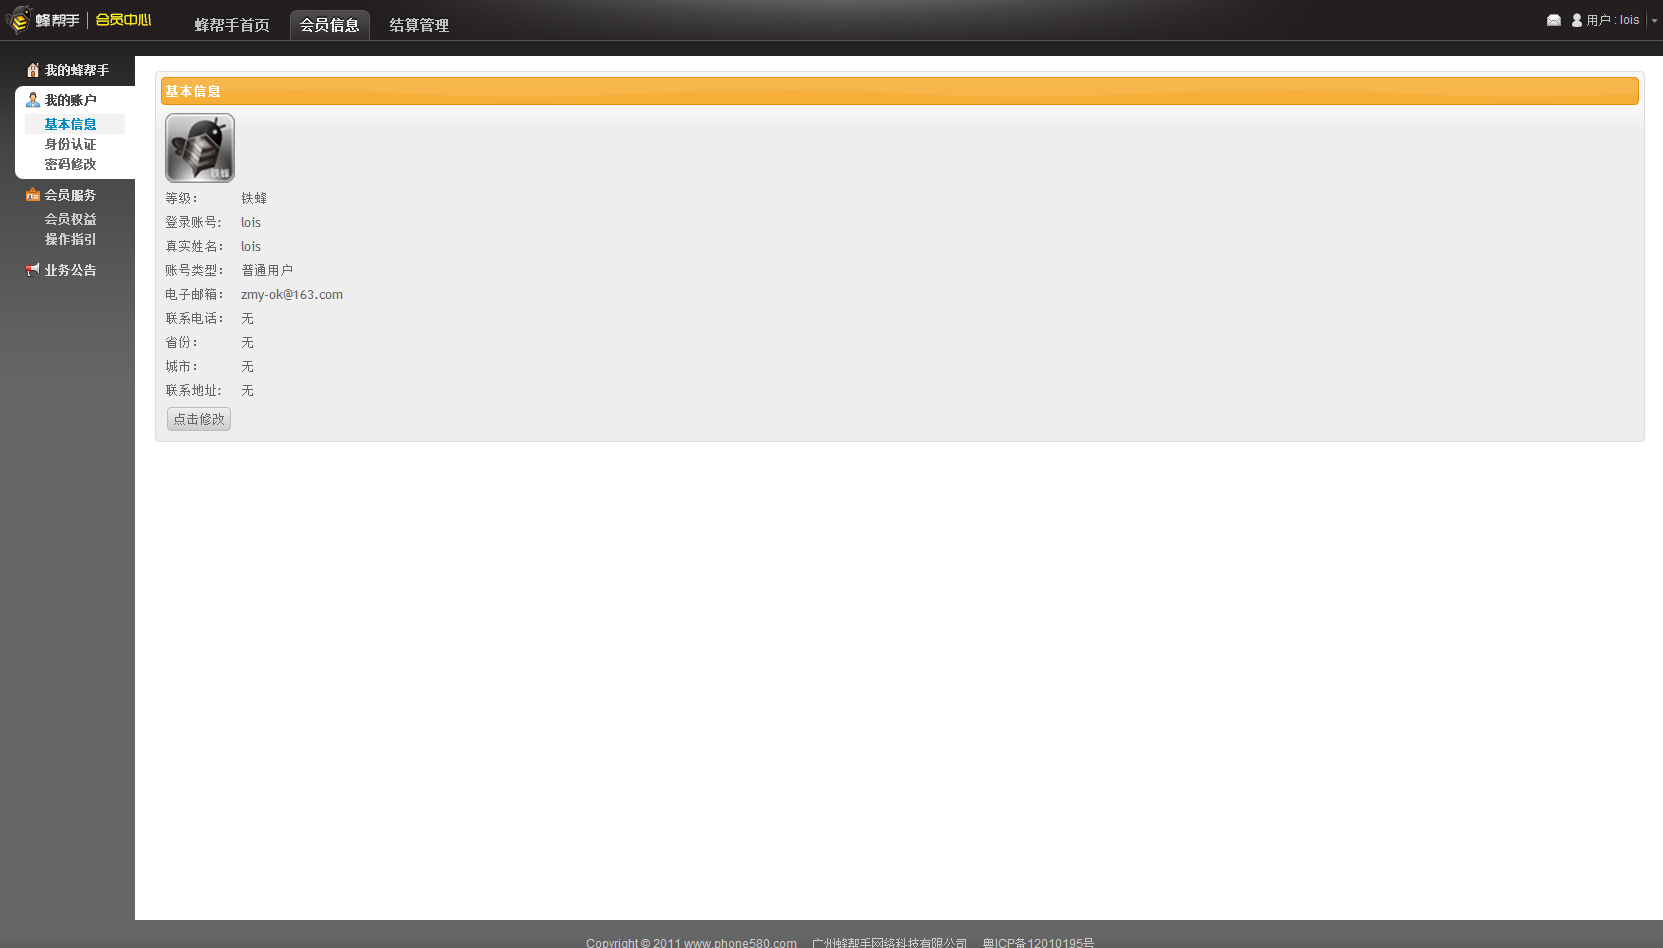 蜂帮手 | 会员中心
蜂帮手首页 会员信息 结算管理
用户 : lois
我的蜂帮手
我的账户
基本信息
身份认证
密码修改
会员服务
会员权益
操作指引
业务公告
基本信息
铁蜂
等级： 铁蜂
登录账号： lois
真实姓名： lois
账号类型： 普通用户
电子邮箱： zmy-ok@163.com
联系电话： 无
省份： 无
城市： 无
联系地址： 无
点击修改
Copyright © 2011 www.phone580.com 广州蜂帮手网络科技有限公司 粤ICP备12010195号